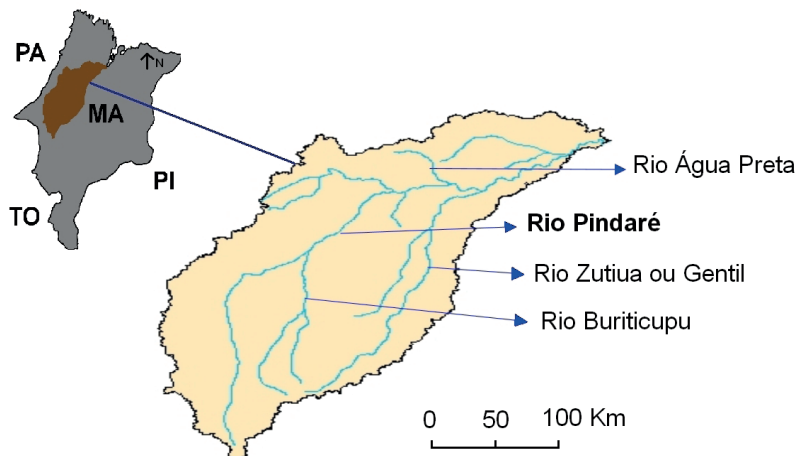 PA
N
MA
PI
TO
Rio Água Preta
Rio Pindaré
Rio Zutiua ou Gentil
Rio Buriticupu
0 50 100 Km